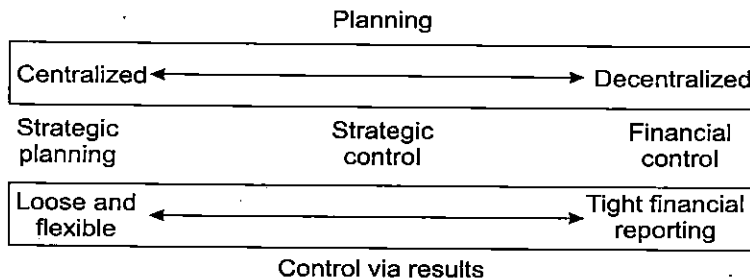 Planning
Centralized Decentralized
Strategic planning Strategic control Financial control
Loose and flexible Tight financial reporting
Control via results